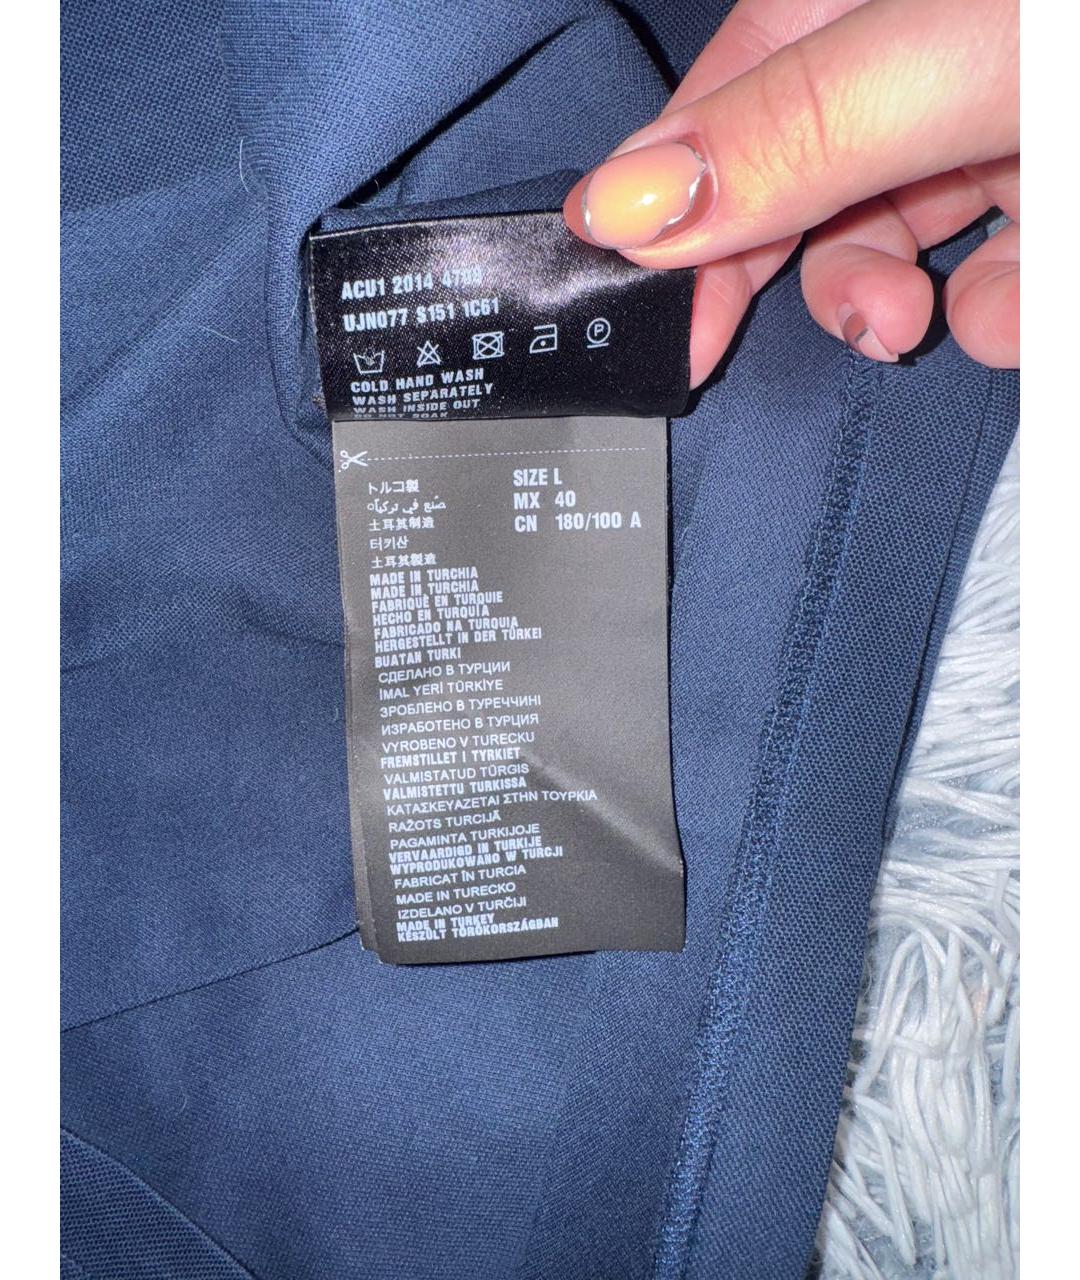 ACU1 2014 4788
UJN077 S151 1C61
P
COLD HAND WASH
WASH SEPARATELY
WASH INSIDE OUT
DO NOT SOAK
トルコ製
صنع في تركيا
土耳其制造
터키산
土耳其製造
SIZE L
MX 40
CN 180/100 A
MADE IN TURCHIA
MADE IN TURCHIA
FABRIQUÉ EN TURQUIE
HECHO EN TURQUÍA
FABRICADO NA TURQUIA
HERGESTELLT IN DER TÜRKEI
BUATAN TURKI
СДЕЛАНО В ТУРЦИИ
İMAL YERİ TÜRKİYE
ЗРОБЛЕНО В ТУРЕЧЧИНІ
ИЗРАБОТЕНО В ТУРЦИЯ
VYROBENO V TURECKU
FREMSTILLET I TYRKIET
VALMISTATUD TÜRGIS
VALMISTETTU TURKISSA
ΚΑΤΑΣΚΕΥΑΖΕΤΑΙ ΣΤΗΝ ΤΟΥΡΚΙΑ
RAŽOTS TURCIJĀ
PAGAMINTA TURKIJOJE
VERVAARDIGD IN TURKIJE
WYPRODUKOWANO W TURCJI
FABRICAT ÎN TURCIA
MADE IN TURECKO
IZDELANO V TURČIJI
MADE IN TURKEY
KÉSZÜLT TÖRÖKORSZÁGBAN